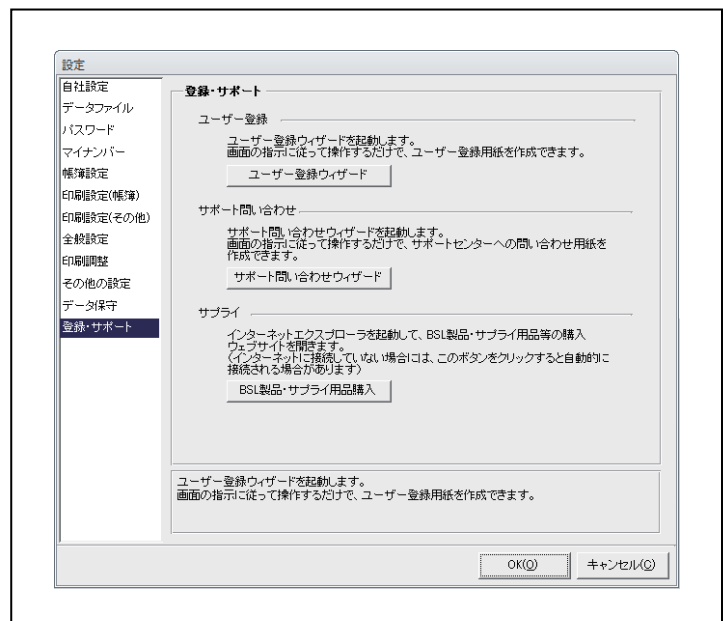 設定
自社設定
データファイル
パスワード
マイナンバー
帳簿設定
印刷設定(帳簿)
印刷設定(その他)
全般設定
印刷調整
その他の設定
データ保守
登録・サポート
登録・サポート
ユーザー登録
ユーザー登録ウィザードを起動します。
画面の指示に従って操作するだけで、ユーザー登録用紙を作成できます。
ユーザー登録ウィザード
サポート問い合わせ
サポート問い合わせウィザードを起動します。
画面の指示に従って操作するだけで、サポートセンターへの問い合わせ用紙を
作成できます。
サポート問い合わせウィザード
サプライ
インターネットエクスプローラを起動して、BSL製品・サプライ用品等の購入
ウェブサイトを開きます。
(インターネットに接続していない場合には、このボタンをクリックすると自動的に
接続される場合があります)
BSL製品・サプライ用品購入
ユーザー登録ウィザードを起動します。
画面の指示に従って操作するだけで、ユーザー登録用紙を作成できます。
OK(O)
キャンセル(C)